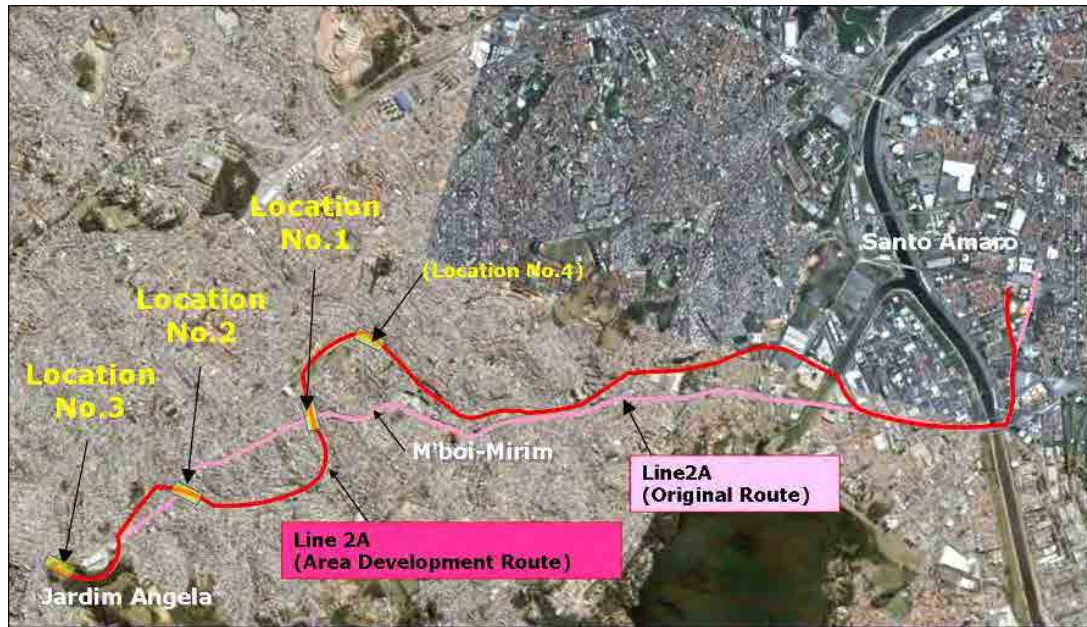 Location
No.1
(Location No.4)
Santo Amaro
Location
No.2
Location
No.3
M'boi-Mirim
Line2A
(Original Route)
Line 2A
(Area Development Route)
Jardim Angela